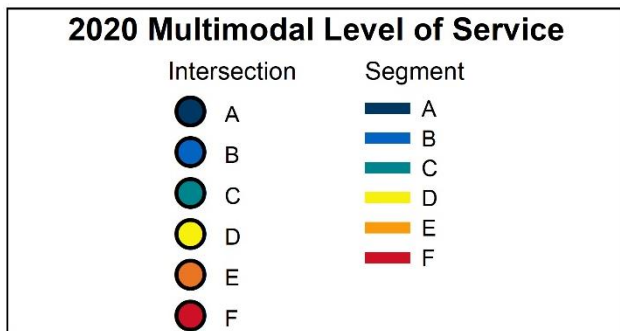 2020 Multimodal Level of Service
Intersection
A
B
C
D
E
F
Segment
A
B
C
D
E
F